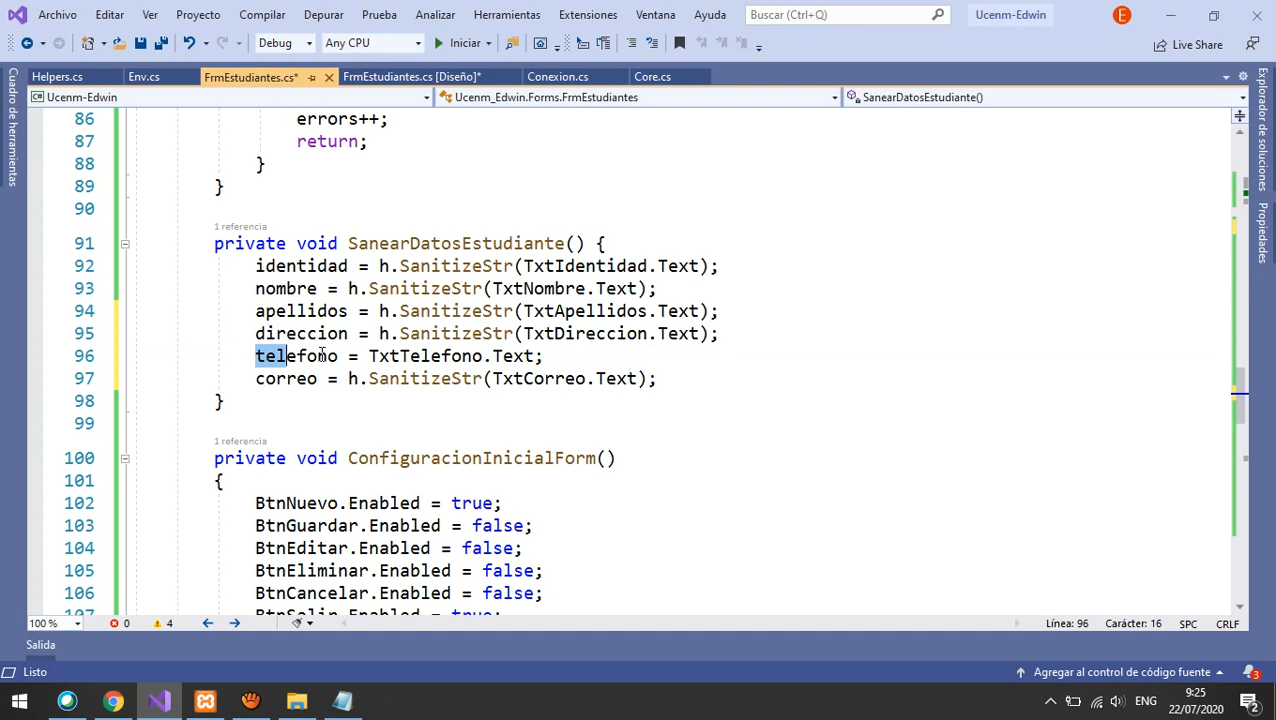 Archivo Editar Ver Proyecto Compilar Depurar Prueba Analizar Herramientas Extensiones Ventana Ayuda Buscar (Ctrl+Q) Ucenm-Edwin E
Debug Any CPU Iniciar Live Share
Helpers.cs Env.cs FrmEstudiantes.cs* FrmEstudiantes.cs [Diseño]* Conexion.cs Core.cs
Ucenm-Edwin Ucenm_Edwin.Forms.FrmEstudiantes SanearDatosEstudiante()
Cuadro de herramientas
Explorador de soluciones
Propiedades
86 errors++;
87 return;
88 }
89 }
90
1 referencia
91 private void SanearDatosEstudiante() {
92 identidad = h.SanitizeStr(TxtIdentidad.Text);
93 nombre = h.SanitizeStr(TxtNombre.Text);
94 apellidos = h.SanitizeStr(TxtApellidos.Text);
95 direccion = h.SanitizeStr(TxtDireccion.Text);
96 telefono = TxtTelefono.Text;
97 correo = h.SanitizeStr(TxtCorreo.Text);
98 }
99
1 referencia
100 private void ConfiguracionInicialForm()
101 {
102 BtnNuevo.Enabled = true;
103 BtnGuardar.Enabled = false;
104 BtnEditar.Enabled = false;
105 BtnEliminar.Enabled = false;
106 BtnCancelar.Enabled = false;
107 BtnSalir.Enabled = true;
100 % 0 4 Línea: 96 Carácter: 16 SPC CRLF
Salida
Listo Agregar al control de código fuente 3
ENG 9:25
22/07/2020 2